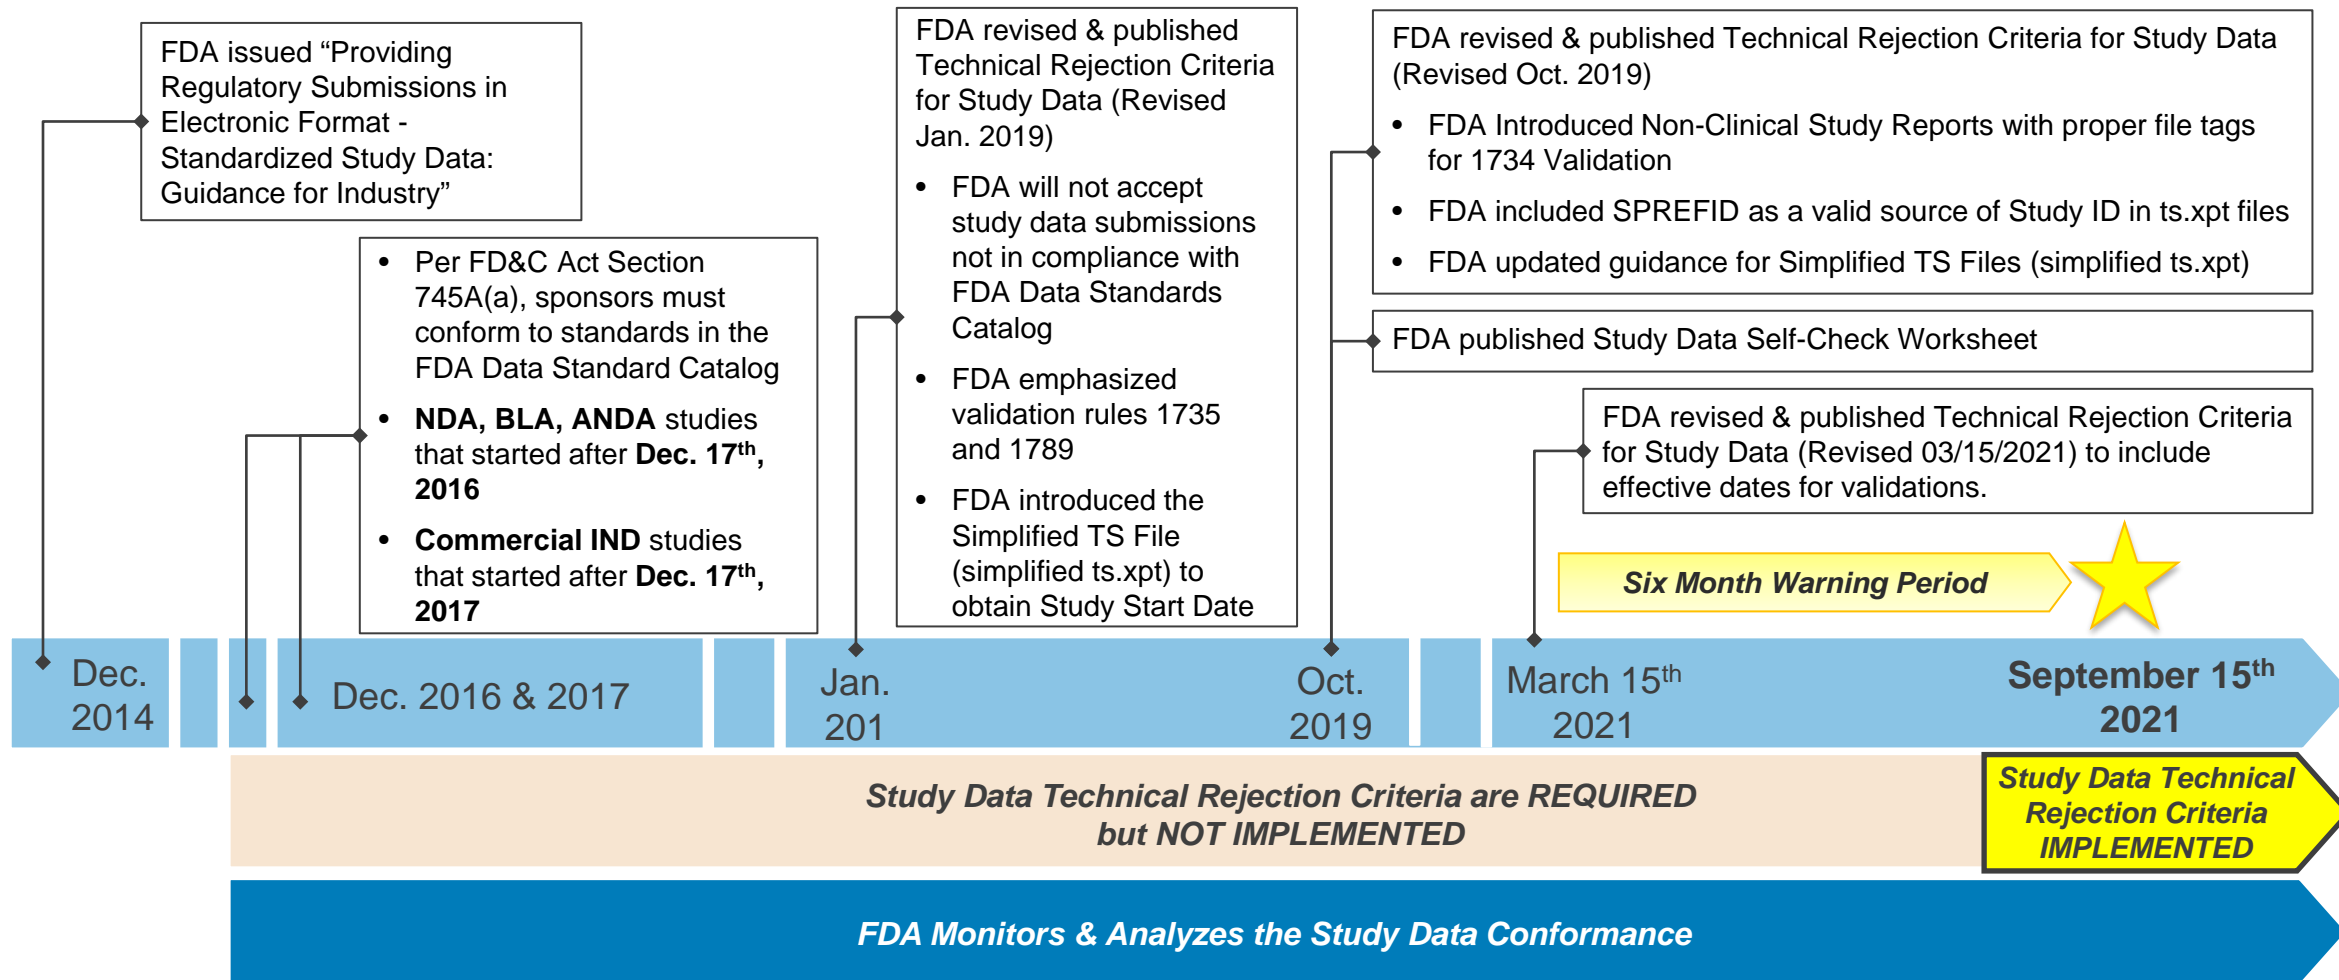 FDA issued “Providing
Regulatory Submissions in
Electronic Format -
Standardized Study Data:
Guidance for Industry”
• Per FD&C Act Section
745A(a), sponsors must
conform to standards in the
FDA Data Standard Catalog
• NDA, BLA, ANDA studies
that started after Dec. 17th,
2016
• Commercial IND studies
that started after Dec. 17th,
2017
FDA revised & published
Technical Rejection Criteria
for Study Data (Revised
Jan. 2019)
• FDA will not accept
study data submissions
not in compliance with
FDA Data Standards
Catalog
• FDA emphasized
validation rules 1735
and 1789
• FDA introduced the
Simplified TS File
(simplified ts.xpt) to
obtain Study Start Date
FDA revised & published Technical Rejection Criteria for Study Data
(Revised Oct. 2019)
• FDA Introduced Non-Clinical Study Reports with proper file tags
for 1734 Validation
• FDA included SPREFID as a valid source of Study ID in ts.xpt files
• FDA updated guidance for Simplified TS Files (simplified ts.xpt)
FDA published Study Data Self-Check Worksheet
FDA revised & published Technical Rejection Criteria
for Study Data (Revised 03/15/2021) to include
effective dates for validations.
Six Month Warning Period
Dec.
2014
Dec. 2016 & 2017
Jan.
201
Oct.
2019
March 15th
2021
September 15th
2021
Study Data Technical Rejection Criteria are REQUIRED
but NOT IMPLEMENTED
Study Data Technical
Rejection Criteria
IMPLEMENTED
FDA Monitors & Analyzes the Study Data Conformance